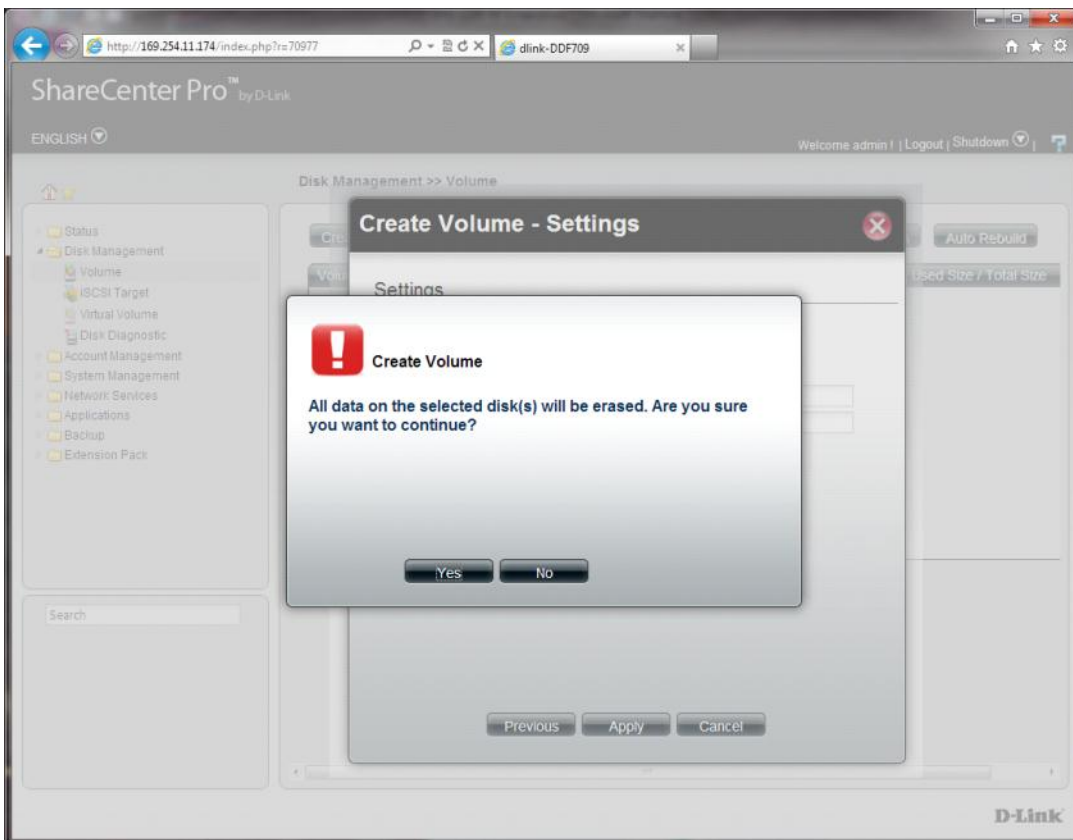 http://169.254.11.174/index.php?r=70977
dlink-DDF709
ShareCenter Pro™ by D-Link
ENGLISH
Welcome admin ! | Logout | Shutdown |
Disk Management >> Volume
Status
Disk Management
Volume
iSCSI Target
Virtual Volume
Disk Diagnostic
Account Management
System Management
Network Services
Applications
Backup
Extension Pack
Search
Auto Rebuild
Used Size / Total Size
Create Volume - Settings
Settings
Create Volume
All data on the selected disk(s) will be erased. Are you sure
you want to continue?
Yes No
Previous Apply Cancel
D-Link